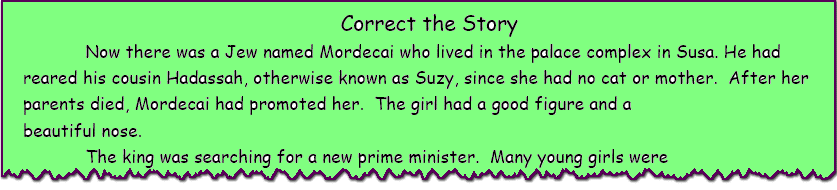 Correct the Story
Now there was a Jew named Mordecai who lived in the palace complex in Susa. He had
reared his cousin Hadassah, otherwise known as Suzy, since she had no cat or mother. After her
parents died, Mordecai had promoted her. The girl had a good figure and a
beautiful nose.
The king was searching for a new prime minister. Many young girls were